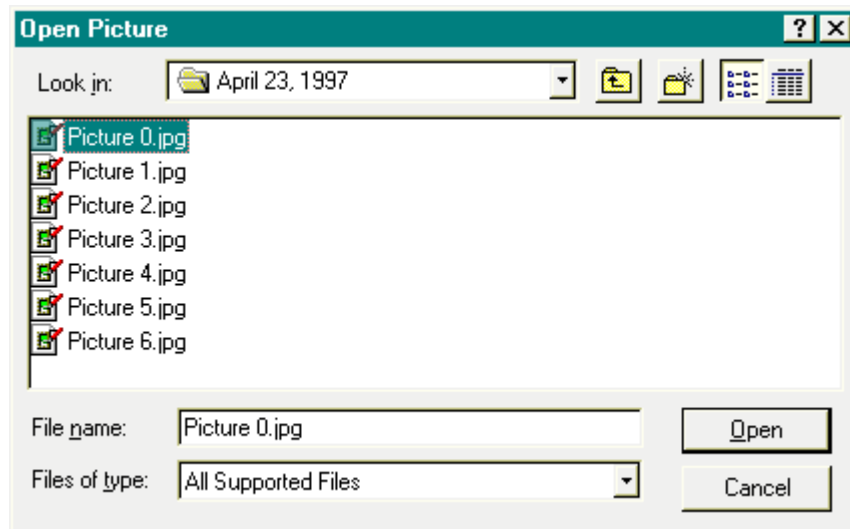 Open Picture
Look in: April 23, 1997
Picture 0.jpg
Picture 1.jpg
Picture 2.jpg
Picture 3.jpg
Picture 4.jpg
Picture 5.jpg
Picture 6.jpg
File name: Picture 0.jpg Open
Files of type: All Supported Files Cancel